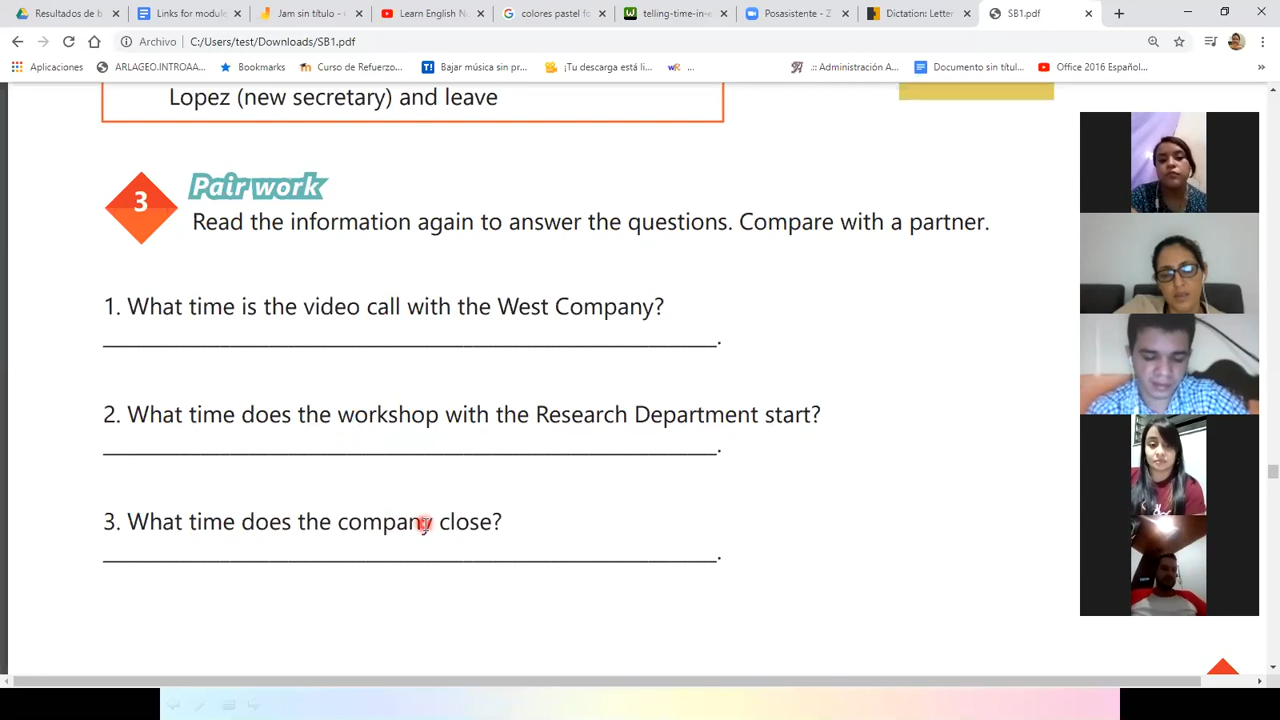 Resultados de b
Links for module
Jam sin título - 
Learn English N
colores pastel fo
telling-time-in-e
Posasistente - Z
Dictation: Letter
SB1.pdf
Archivo
C:/Users/test/Downloads/SB1.pdf
Aplicaciones
ARLAGEO.INTROAA...
Bookmarks
Curso de Refuerzo...
Bajar música sin pr...
¡Tu descarga está li...
wR ...
.:: Administración A...
Documento sin títul...
Office 2016 Español...
Lopez (new secretary) and leave
3
Pair work
Read the information again to answer the questions. Compare with a partner.
1. What time is the video call with the West Company?
2. What time does the workshop with the Research Department start?
3. What time does the company close?